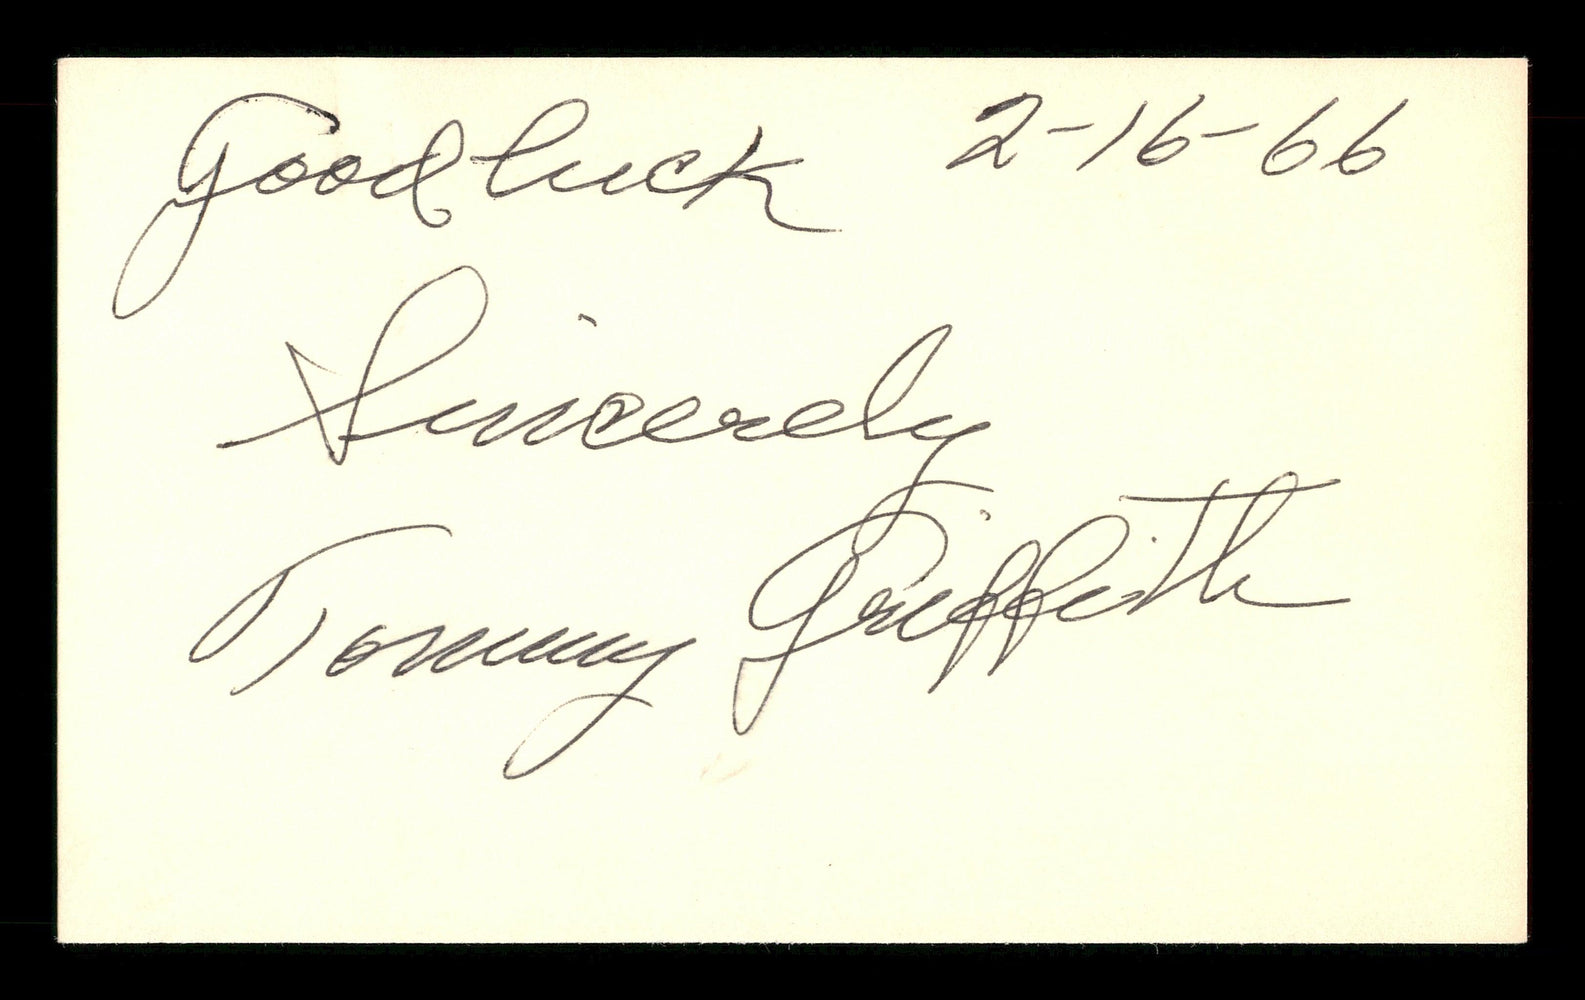 Good luck 2-16-66
Sincerely
Tommy Griffith